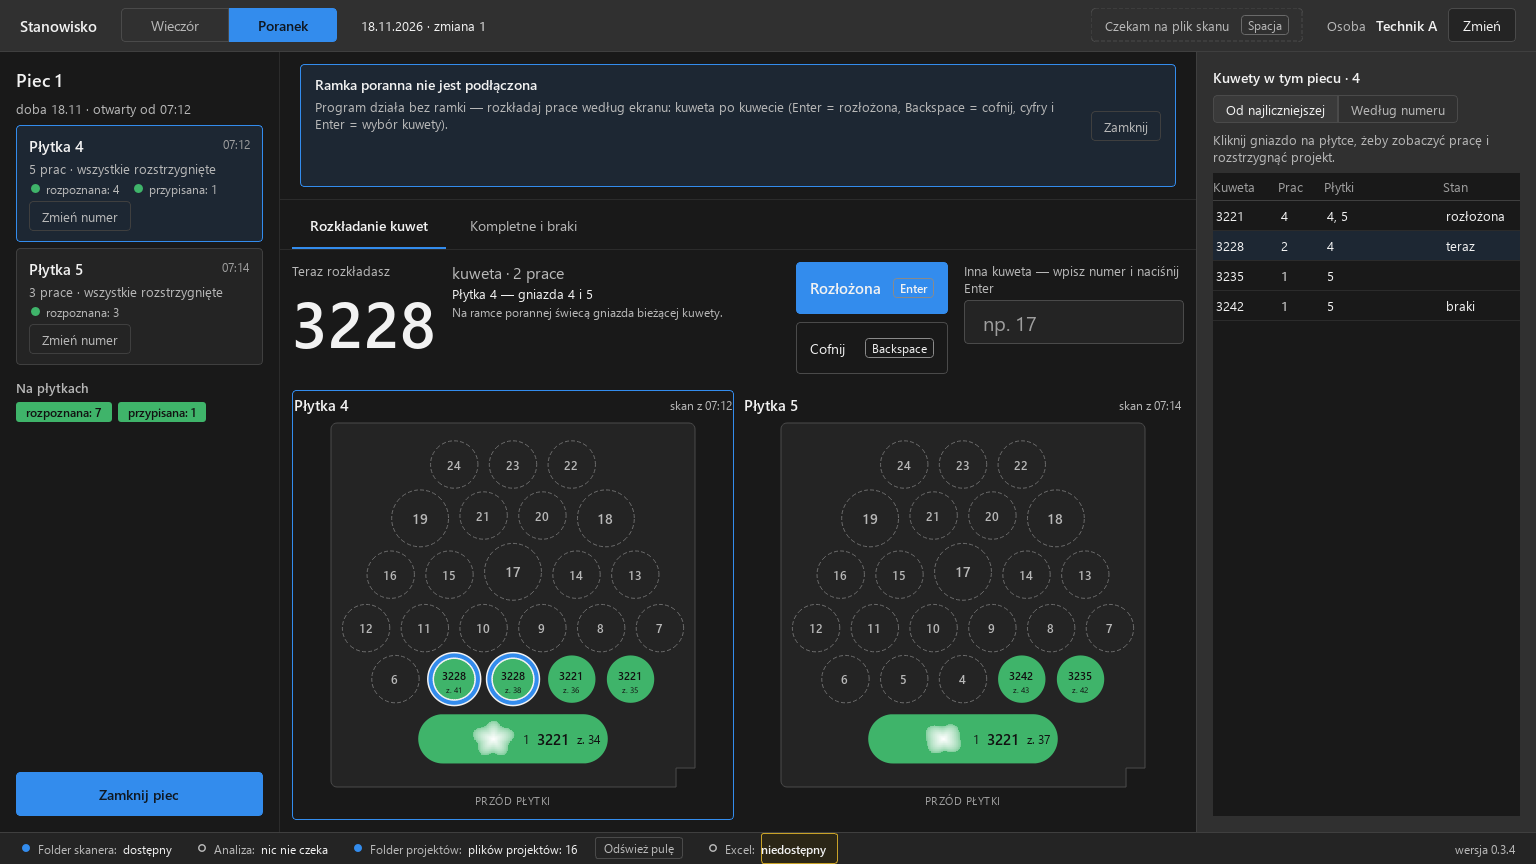 Stanowisko
Wieczór
Poranek
18.11.2026 · zmiana 1
Czekam na plik skanu
Spacja
Osoba
Technik A
Zmień
Piec 1
doba 18.11 · otwarty od 07:12
Płytka 4
07:12
5 prac · wszystkie rozstrzygnięte
rozpoznana: 4
przypisana: 1
Zmień numer
Płytka 5
07:14
3 prace · wszystkie rozstrzygnięte
rozpoznana: 3
Zmień numer
Na płytkach
rozpoznana: 7
przypisana: 1
Zamknij piec
Ramka poranna nie jest podłączona
Program działa bez ramki — rozkładaj prace według ekranu: kuweta po kuwecie (Enter = rozłożona, Backspace = cofnij, cyfry i
Enter = wybór kuwety).
Zamknij
Rozkładanie kuwet
Kompletne i braki
Teraz rozkładasz
3228
kuweta · 2 prace
Płytka 4 — gniazda 4 i 5
Na ramce porannej świecą gniazda bieżącej kuwety.
Rozłożona
Enter
Cofnij
Backspace
Inna kuweta — wpisz numer i naciśnij
Enter
np. 17
Płytka 4
skan z 07:12
24
23
22
19
21
20
18
16
15
17
14
13
12
11
10
9
8
7
6
3228
z. 41
3228
z. 38
3221
z. 36
3221
z. 35
1 3221 z. 34
PRZÓD PŁYTKI
Płytka 5
skan z 07:14
24
23
22
19
21
20
18
16
15
17
14
13
12
11
10
9
8
7
6
5
4
3242
z. 43
3235
z. 42
1 3221 z. 37
PRZÓD PŁYTKI
Kuwety w tym piecu · 4
Od najliczniejszej
Według numeru
Kliknij gniazdo na płytce, żeby zobaczyć pracę i
rozstrzygnąć projekt.
Kuweta Prac Płytki Stan
3221 4 4, 5 rozłożona
3228 2 4 teraz
3235 1 5
3242 1 5 braki
Folder skanera: dostępny
Analiza: nic nie czeka
Folder projektów: plików projektów: 16
Odśwież pulę
Excel: niedostępny
wersja 0.3.4